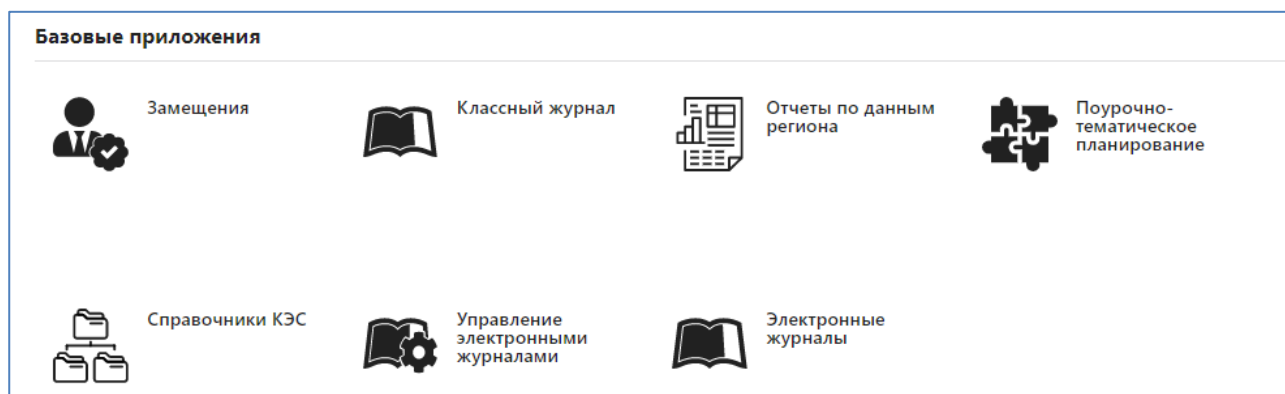 Базовые приложения
Замещения
Классный журнал
Отчеты по данным
региона
Поурочно-
тематическое
планирование
Справочники КЭС
Управление
электронными
журналами
Электронные
журналы